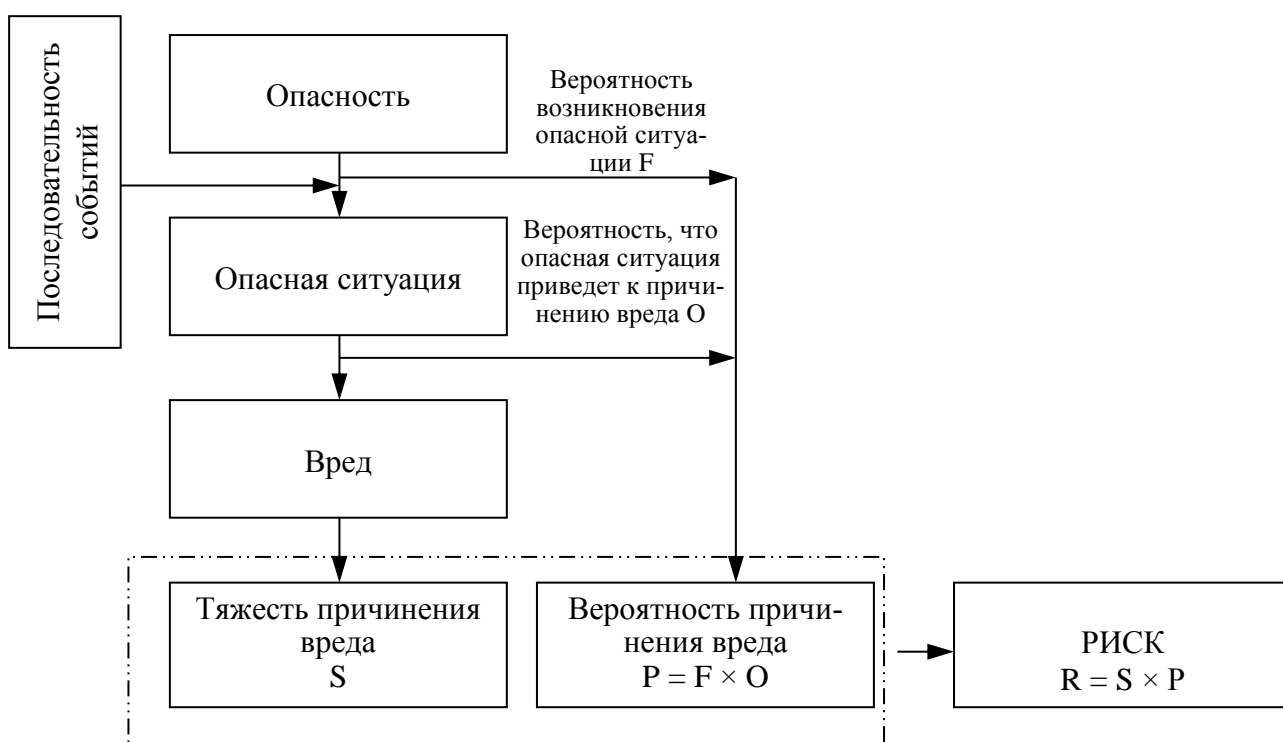 Последовательность
событий
Опасность
Вероятность
возникновения
опасной ситуа-
ции F
Опасная ситуация
Вероятность, что
опасная ситуация
приведет к причи-
нению вреда O
Вред
Тяжесть причинения
вреда
S
Вероятность причи-
нения вреда
P = F × O
РИСК
R = S × P